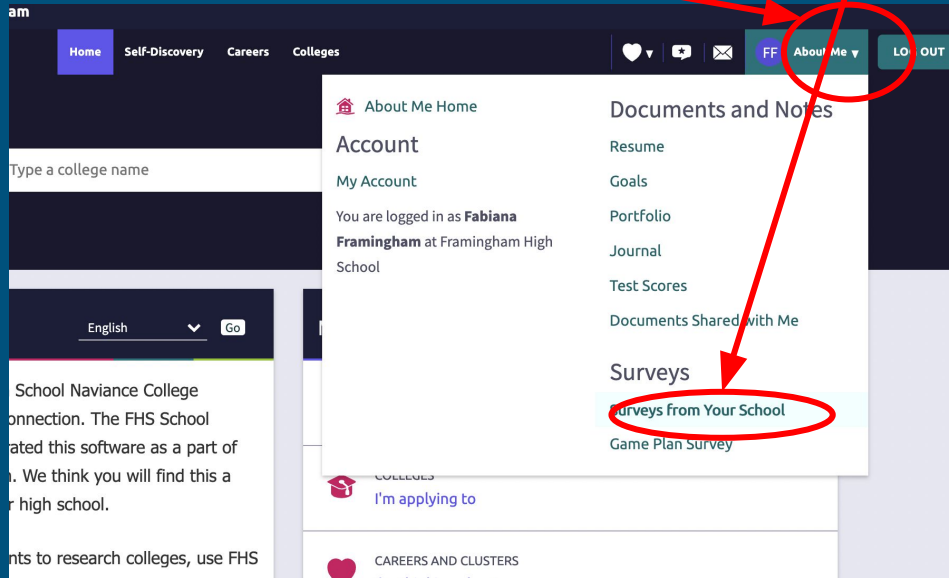 am
Home Self-Discovery Careers Colleges
FF About Me LOG OUT
About Me Home
Account
My Account
You are logged in as Fabiana
Framingham at Framingham High
School
Documents and Notes
Resume
Goals
Portfolio
Journal
Test Scores
Documents Shared with Me
Surveys
Surveys from Your School
Game Plan Survey
Type a college name
English Go
School Naviance College
onnection. The FHS School
rated this software as a part of
. We think you will find this a
r high school.
nts to research colleges, use FHS
COLLEGES
I'm applying to
CAREERS AND CLUSTERS